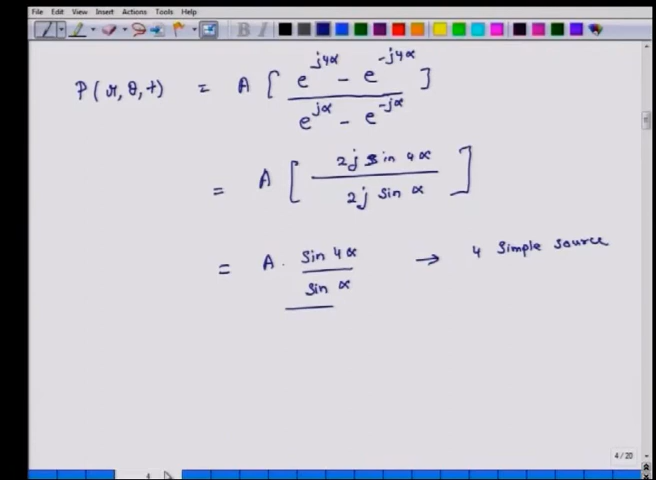 File Edit View Insert Actions Tools Help
B I
P(r, θ, t) = A [ (e^{j4α} - e^{-j4α}) / (e^{jα} - e^{-jα}) ]
= A [ (2j sin 4α) / (2j sin α) ]
= A . (sin 4α) / (sin α) → 4 simple source
4/20